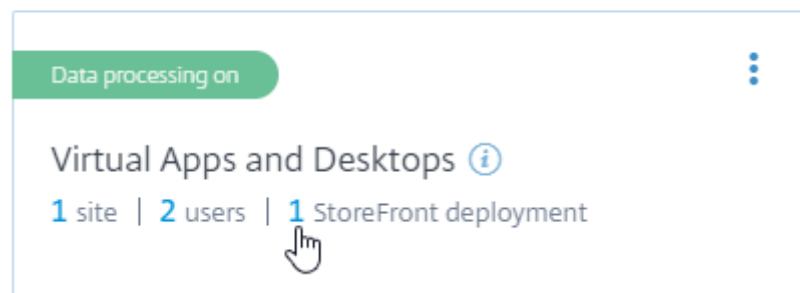 Data processing on
Virtual Apps and Desktops i
1 site | 2 users | 1 StoreFront deployment